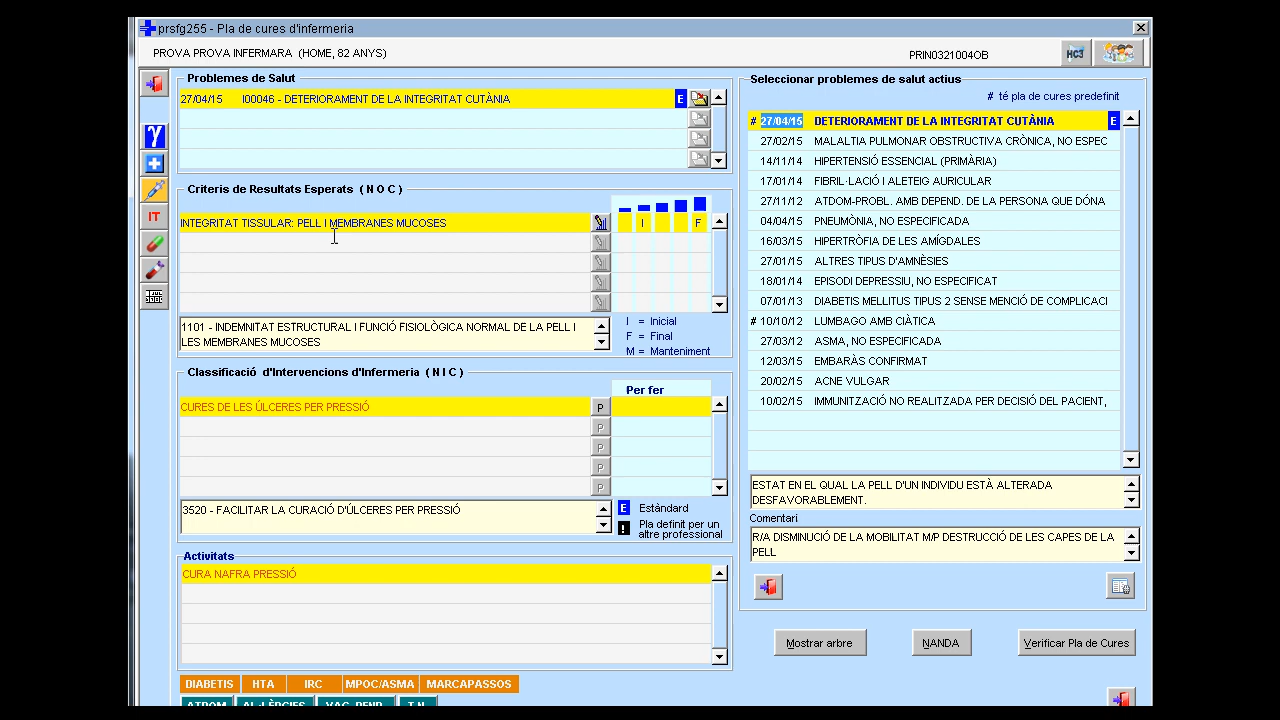 prsfg255 - Pla de cures d'infermeria
PROVA PROVA INFERMARA (HOME, 82 ANYS)
PRIN0321004OB
HC3
Problemes de Salut
27/04/15 I00046 - DETERIORAMENT DE LA INTEGRITAT CUTÀNIA E
Criteris de Resultats Esperats ( N O C )
INTEGRITAT TISSULAR: PELL I MEMBRANES MUCOSES I F
1101 - INDEMNITAT ESTRUCTURAL I FUNCIÓ FISIOLÒGICA NORMAL DE LA PELL I
LES MEMBRANES MUCOSES
I = Inicial
F = Final
M = Manteniment
Classificació d'Intervencions d'Infermeria ( N I C )
Per fer
CURES DE LES ÚLCERES PER PRESSIÓ P
P
P
P
P
3520 - FACILITAR LA CURACIÓ D'ÚLCERES PER PRESSIÓ
E Estàndard
! Pla definit per un
altre professional
Activitats
CURA NAFRA PRESSIÓ
DIABETIS HTA IRC MPOC/ASMA MARCAPASSOS
ATDOM AL·LÈRGIES VAC. PENR. T.N.
IT
Seleccionar problemes de salut actius
# té pla de cures predefinit
# 27/04/15 DETERIORAMENT DE LA INTEGRITAT CUTÀNIA E
27/02/15 MALALTIA PULMONAR OBSTRUCTIVA CRÒNICA, NO ESPEC
14/11/14 HIPERTENSIÓ ESSENCIAL (PRIMÀRIA)
17/01/14 FIBRIL·LACIÓ I ALETEIG AURICULAR
27/11/12 ATDOM-PROBL. AMB DEPEND. DE LA PERSONA QUE DÓNA
14/04/15 PNEUMÒNIA, NO ESPECIFICADA
16/03/15 HIPERTRÒFIA DE LES AMÍGDALES
27/01/15 ALTRES TIPUS D'AMNÈSIES
18/01/14 EPISODI DEPRESSIU, NO ESPECIFICAT
07/01/13 DIABETIS MELLITUS TIPUS 2 SENSE MENCIÓ DE COMPLICACI
# 10/10/12 LUMBAGO AMB CIÀTICA
27/03/12 ASMA, NO ESPECIFICADA
12/03/15 EMBARÀS CONFIRMAT
20/02/15 ACNE VULGAR
10/02/15 IMMUNITZACIÓ NO REALITZADA PER DECISIÓ DEL PACIENT,
ESTAT EN EL QUAL LA PELL D'UN INDIVIDU ESTÀ ALTERADA
DESFAVORABLEMENT.
Comentari
R/A DISMINUCIÓ DE LA MOBILITAT M/P DESTRUCCIÓ DE LES CAPES DE LA
PELL
Mostrar arbre NANDA Verificar Pla de Cures